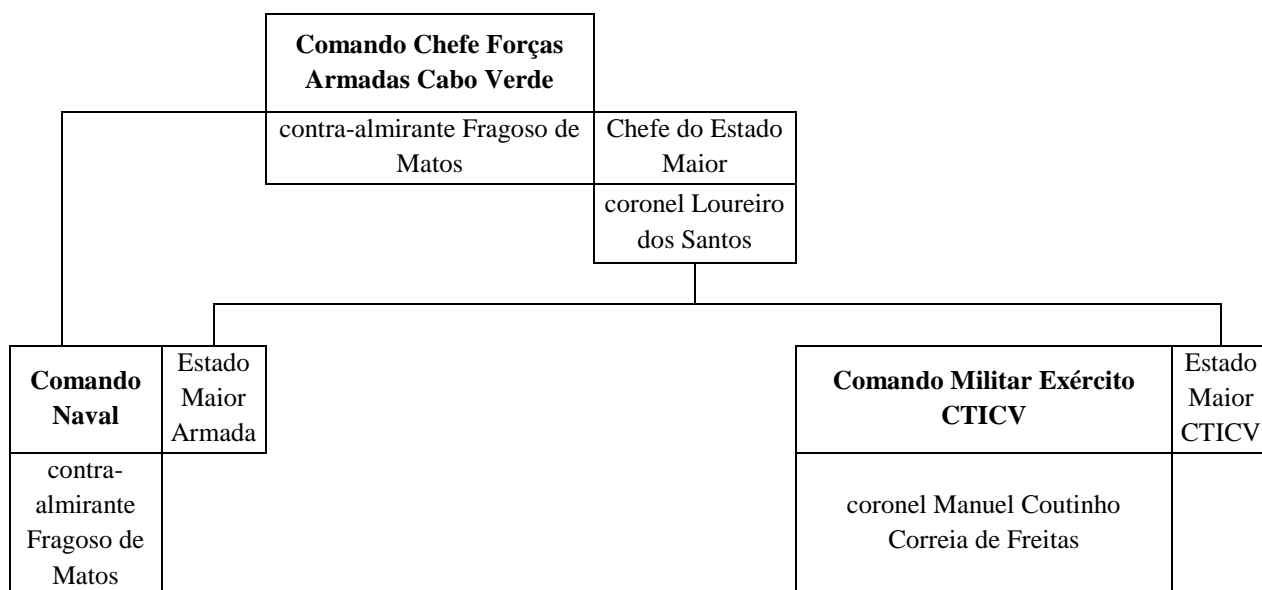 Comando Chefe Forças
Armadas Cabo Verde
contra-almirante Fragoso de
Matos
Chefe do Estado
Maior
coronel Loureiro
dos Santos
Comando
Naval
Estado
Maior
Armada
contra-
almirante
Fragoso de
Matos
Comando Militar Exército
CTICV
Estado
Maior
CTICV
coronel Manuel Coutinho
Correia de Freitas